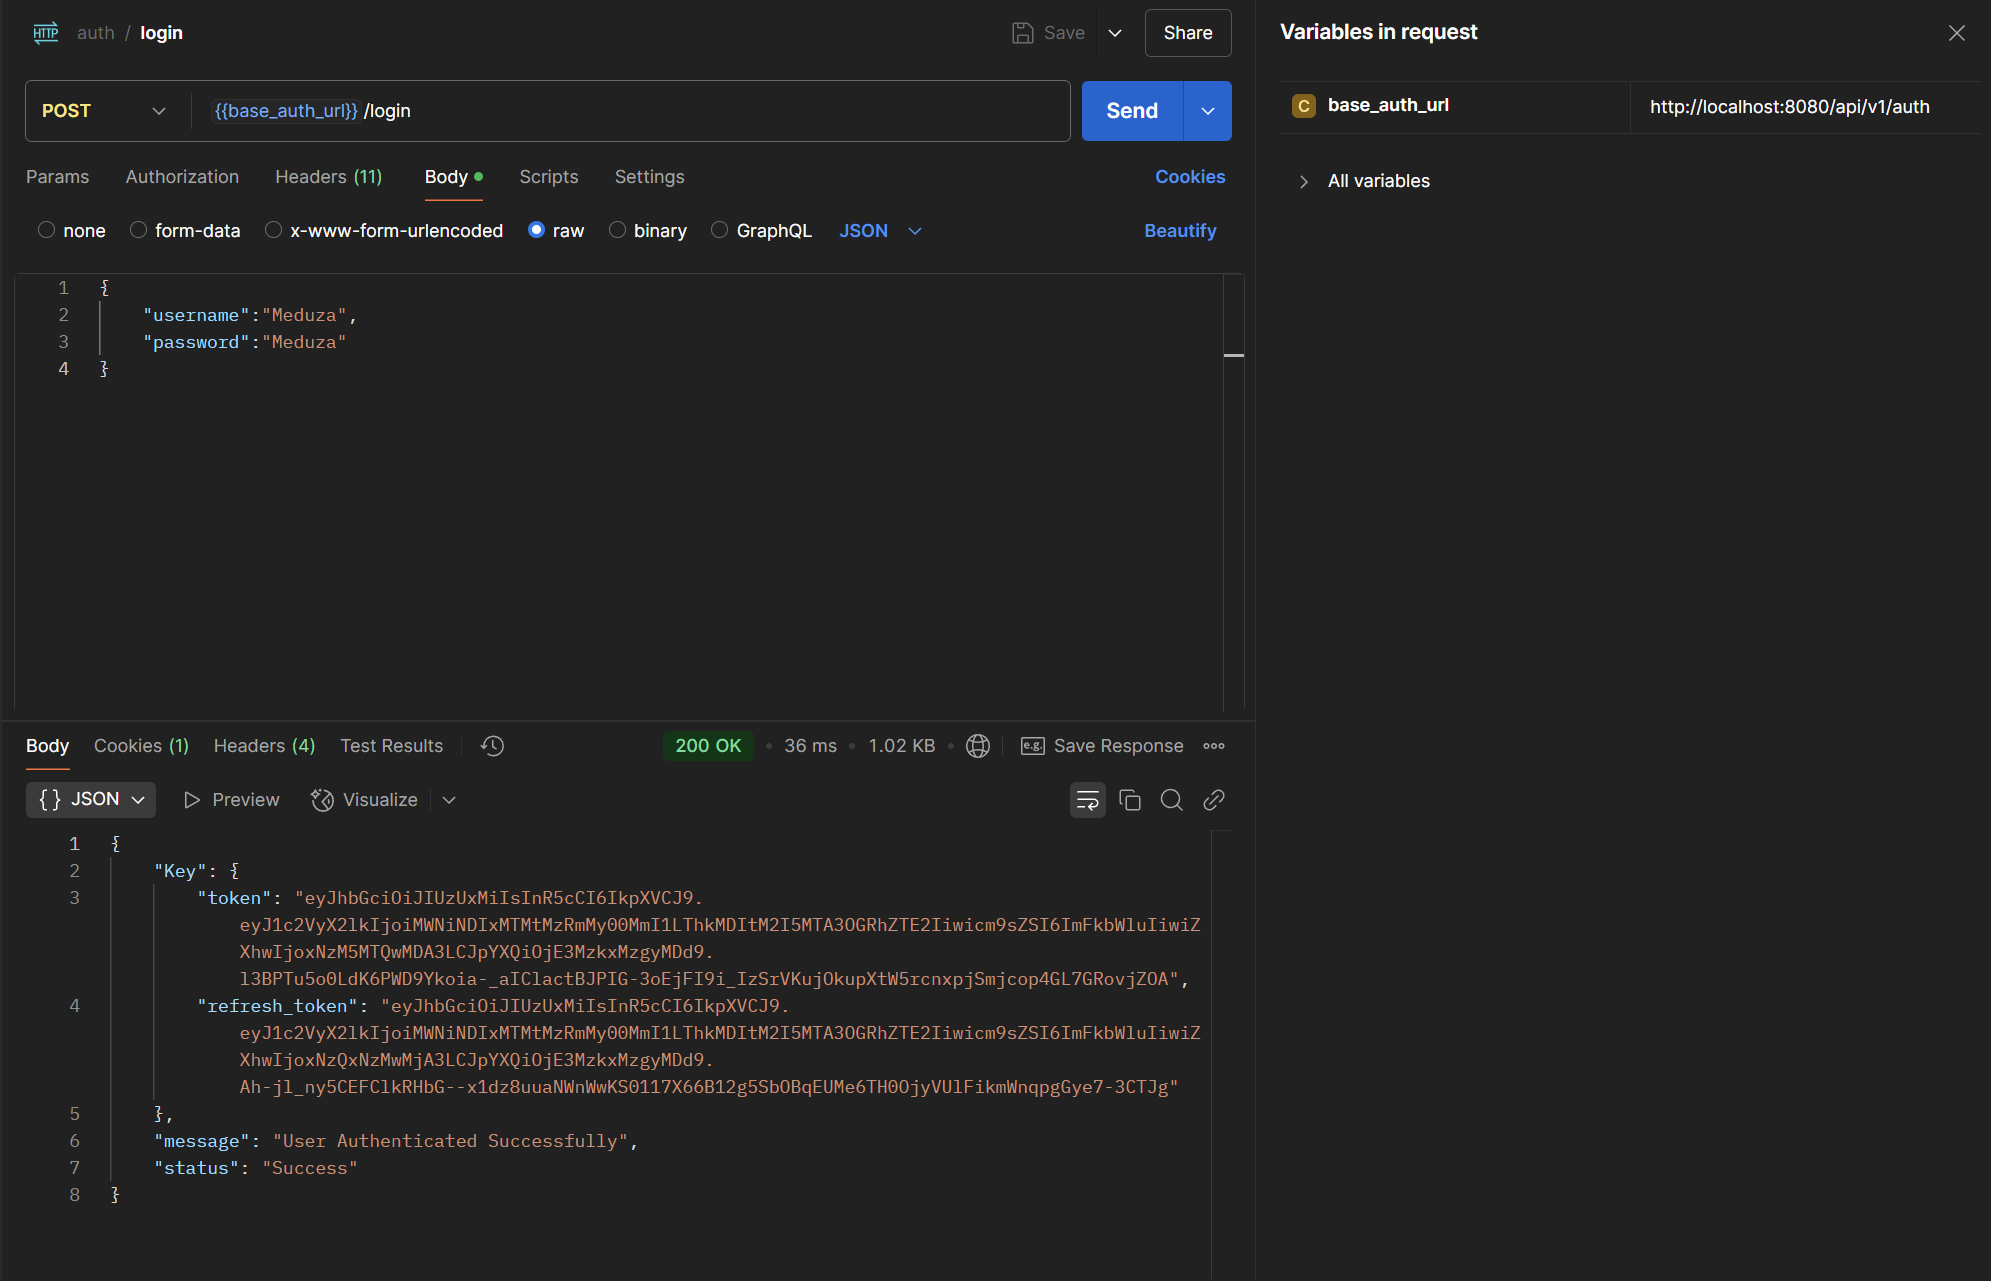 HTTP auth / login
Save
Share
POST
{{base_auth_url}} /login
Send
Params Authorization Headers (11) Body Scripts Settings
Cookies
none form-data x-www-form-urlencoded raw binary GraphQL JSON
Beautify
1 {
2 "username":"Meduza",
3 "password":"Meduza"
4 }
Body Cookies (1) Headers (4) Test Results
200 OK • 36 ms • 1.02 KB •
e.g. Save Response
{} JSON Preview Visualize
1 {
2 "Key": {
3 "token": "eyJhbGciOiJIUzUxMiIsInR5cCI6IkpXVCJ9.
eyJ1c2VyX2lkIjoiMWNiNDIxMTMtMzRmMy00MmI1LThkMDItM2I5MTA3OGRhZTE2Iiwicm9sZSI6ImFkbWluIiwiZ
XhwIjoxNzM5MTQwMDA3LCJpYXQiOjE3MzkxMzgyMDd9.
l3BPTu5o0LdK6PWD9Ykoia-_aIClactBJPIG-3oEjFI9i_IzSrVKujOkupXtW5rcnxpjSmjcop4GL7GRovjZOA",
4 "refresh_token": "eyJhbGciOiJIUzUxMiIsInR5cCI6IkpXVCJ9.
eyJ1c2VyX2lkIjoiMWNiNDIxMTMtMzRmMy00MmI1LThkMDItM2I5MTA3OGRhZTE2Iiwicm9sZSI6ImFkbWluIiwiZ
XhwIjoxNzQxNzMwMjA3LCJpYXQiOjE3MzkxMzgyMDd9.
Ah-jl_ny5CEFClkRHbG--x1dz8uuaNWnWwKS0117X66B12g5SbOBqEUMe6TH0OjyVUlFikmWnqpgGye7-3CTJg"
5 },
6 "message": "User Authenticated Successfully",
7 "status": "Success"
8 }
Variables in request
C base_auth_url http://localhost:8080/api/v1/auth
All variables